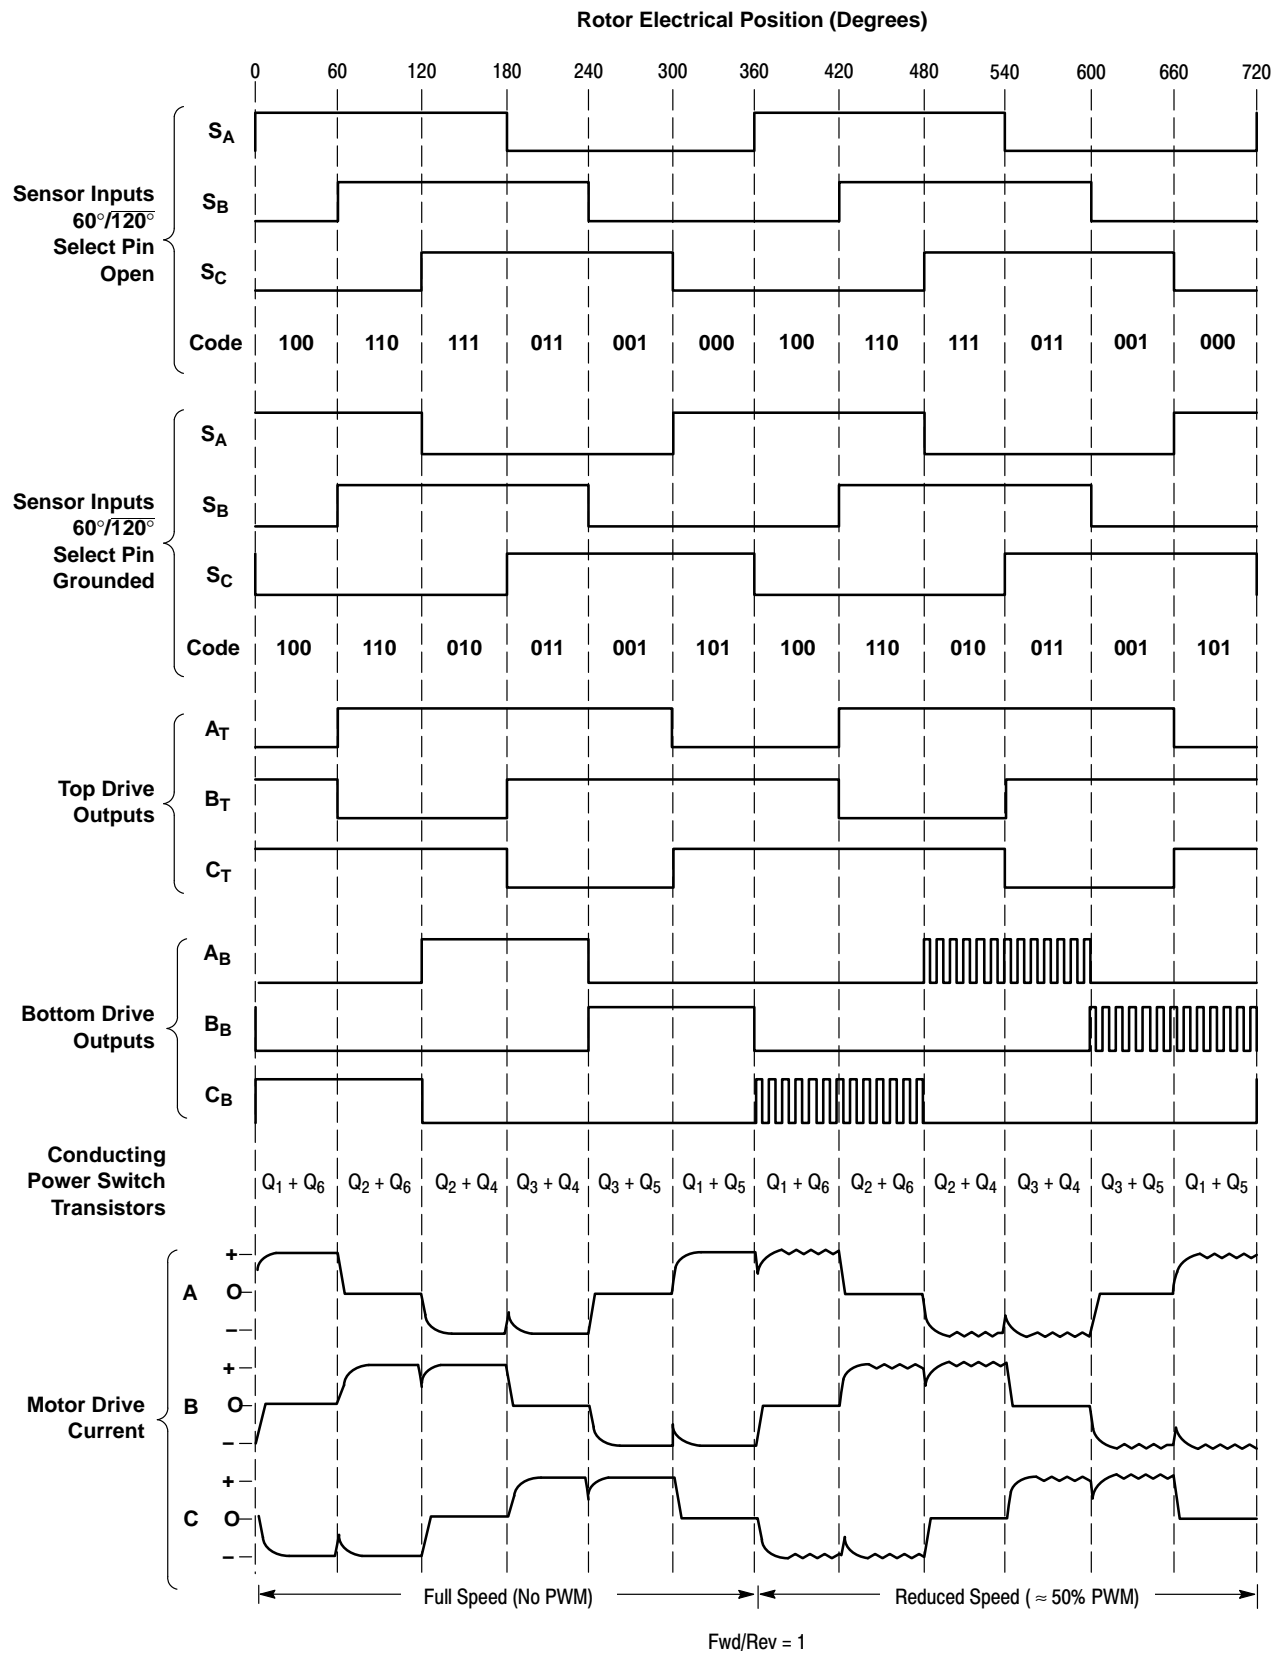 Rotor Electrical Position (Degrees)
0 60 120 180 240 300 360 420 480 540 600 660 720
Sensor Inputs
60°/1̅2̅0̅°̅
Select Pin
Open
SA
SB
SC
Code 100 110 111 011 001 000 100 110 111 011 001 000
Sensor Inputs
60°/1̅2̅0̅°̅
Select Pin
Grounded
SA
SB
SC
Code 100 110 010 011 001 101 100 110 010 011 001 101
Top Drive
Outputs
AT
BT
CT
Bottom Drive
Outputs
AB
BB
CB
Conducting
Power Switch
Transistors
Q1 + Q6 Q2 + Q6 Q2 + Q4 Q3 + Q4 Q3 + Q5 Q1 + Q5 Q1 + Q6 Q2 + Q6 Q2 + Q4 Q3 + Q4 Q3 + Q5 Q1 + Q5
Motor Drive
Current
+
A O
−
+
B O
−
+
C O
−
Full Speed (No PWM) Reduced Speed ( ≈ 50% PWM)
Fwd/Rev = 1